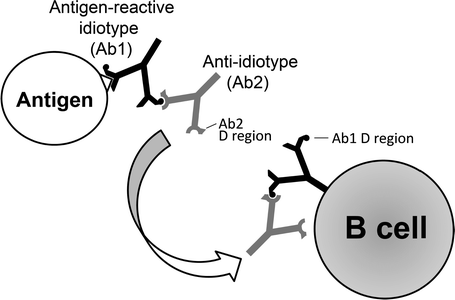 Antigen-reactive
idiotype
(Ab1)
Anti-idiotype
(Ab2)
Antigen
Ab2
D region
Ab1 D region
B cell